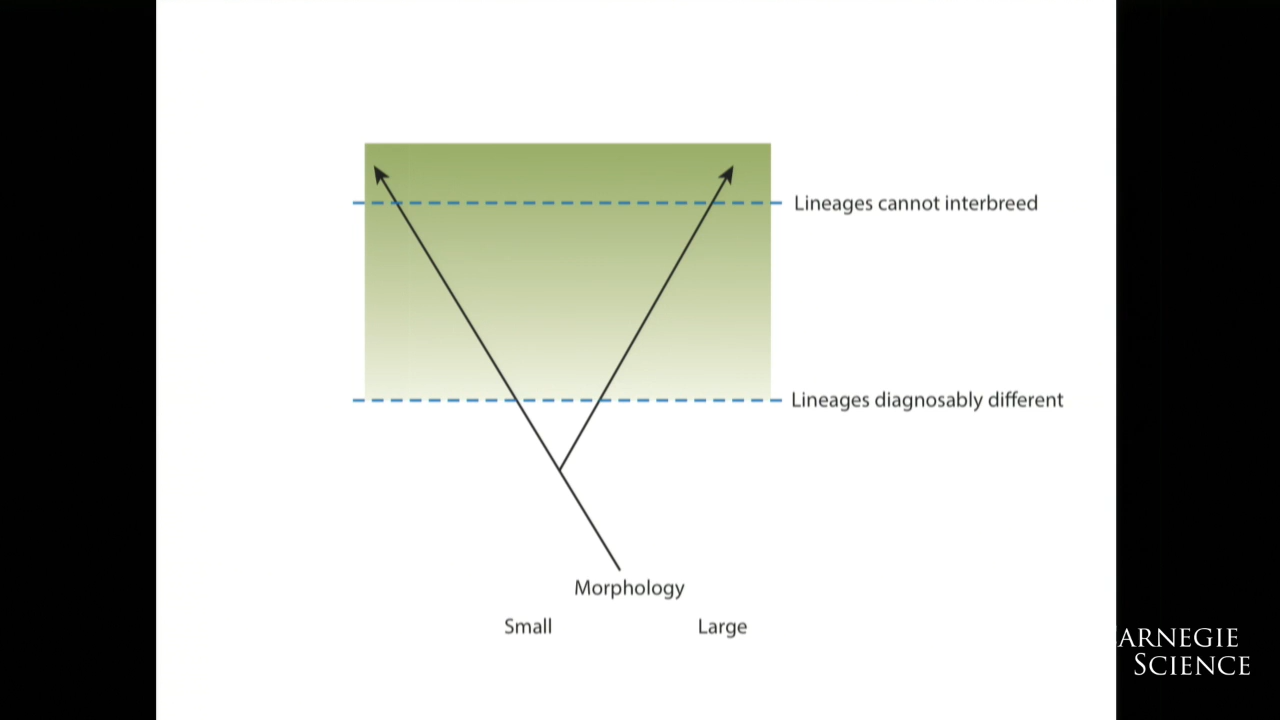 Lineages cannot interbreed
Lineages diagnosably different
Morphology
Small Large
ARNEGIE
SCIENCE